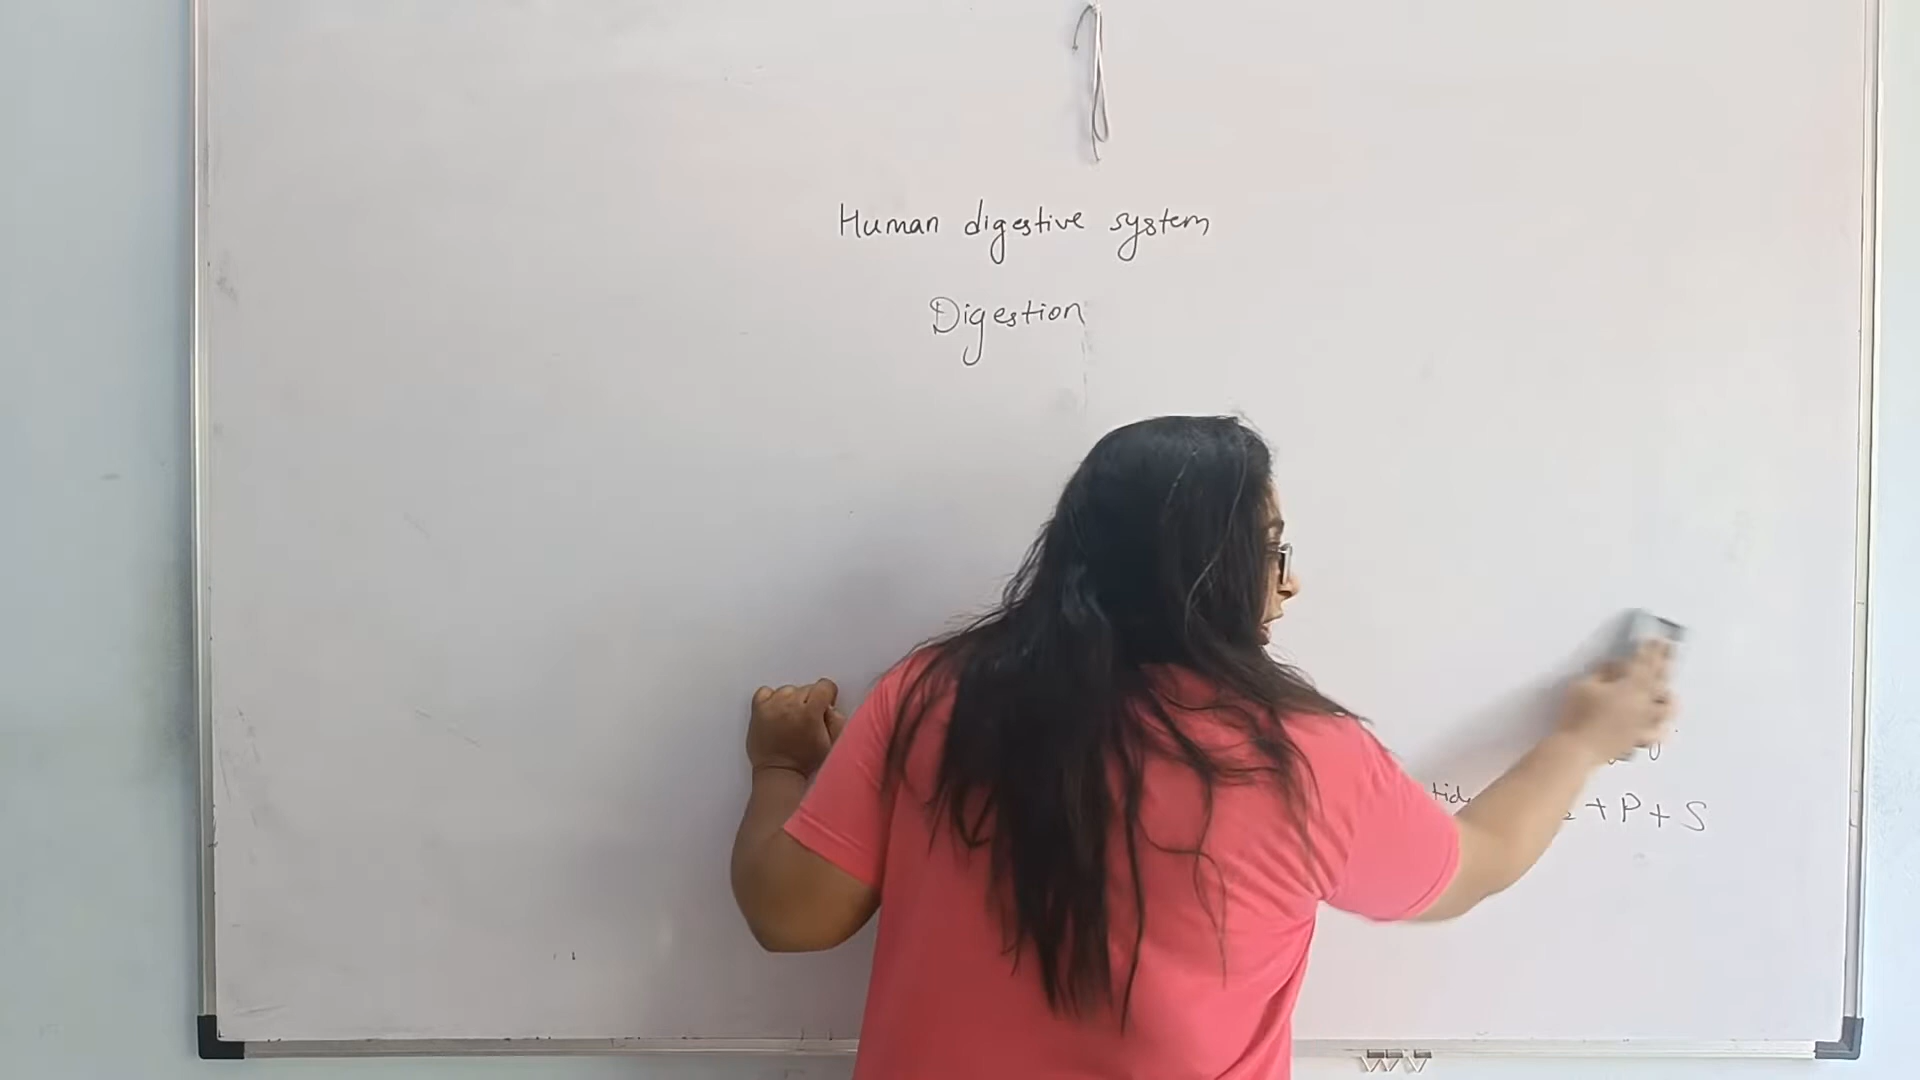 Human digestive system
Digestion
+ P + S